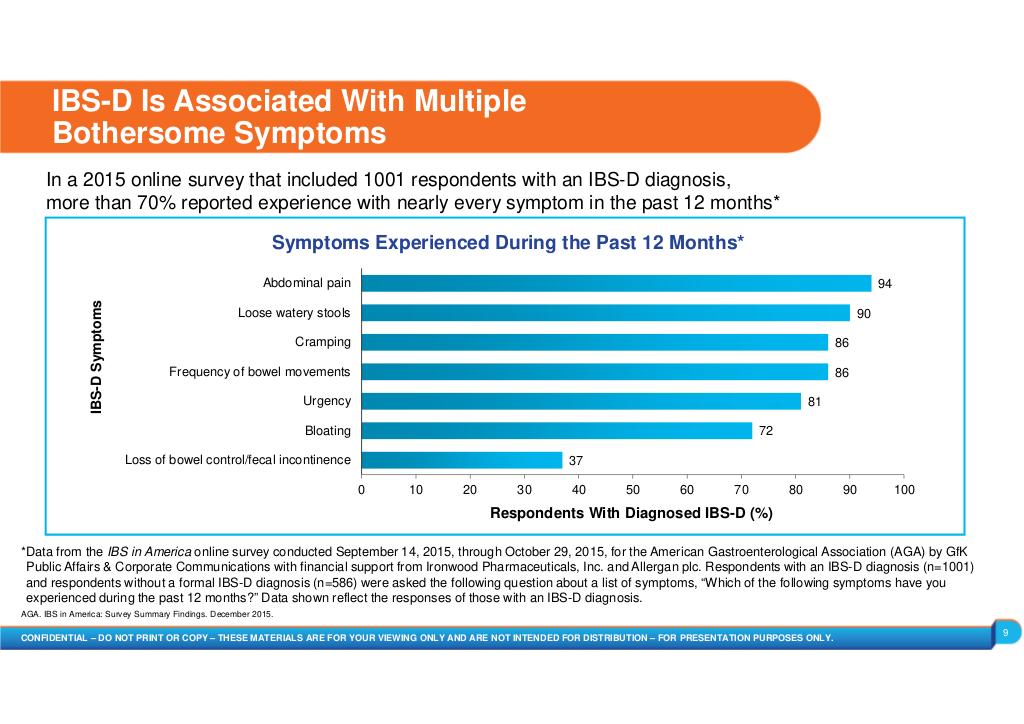 IBS-D Is Associated With Multiple
Bothersome Symptoms
In a 2015 online survey that included 1001 respondents with an IBS-D diagnosis,
more than 70% reported experience with nearly every symptom in the past 12 months*
Symptoms Experienced During the Past 12 Months*
IBS-D Symptoms
Abdominal pain 94
Loose watery stools 90
Cramping 86
Frequency of bowel movements 86
Urgency 81
Bloating 72
Loss of bowel control/fecal incontinence 37
0 10 20 30 40 50 60 70 80 90 100
Respondents With Diagnosed IBS-D (%)
*Data from the IBS in America online survey conducted September 14, 2015, through October 29, 2015, for the American Gastroenterological Association (AGA) by GfK
Public Affairs & Corporate Communications with financial support from Ironwood Pharmaceuticals, Inc. and Allergan plc. Respondents with an IBS-D diagnosis (n=1001)
and respondents without a formal IBS-D diagnosis (n=586) were asked the following question about a list of symptoms, “Which of the following symptoms have you
experienced during the past 12 months?” Data shown reflect the responses of those with an IBS-D diagnosis.
AGA. IBS in America: Survey Summary Findings. December 2015.
CONFIDENTIAL – DO NOT PRINT OR COPY – THESE MATERIALS ARE FOR YOUR VIEWING ONLY AND ARE NOT INTENDED FOR DISTRIBUTION – FOR PRESENTATION PURPOSES ONLY.
9